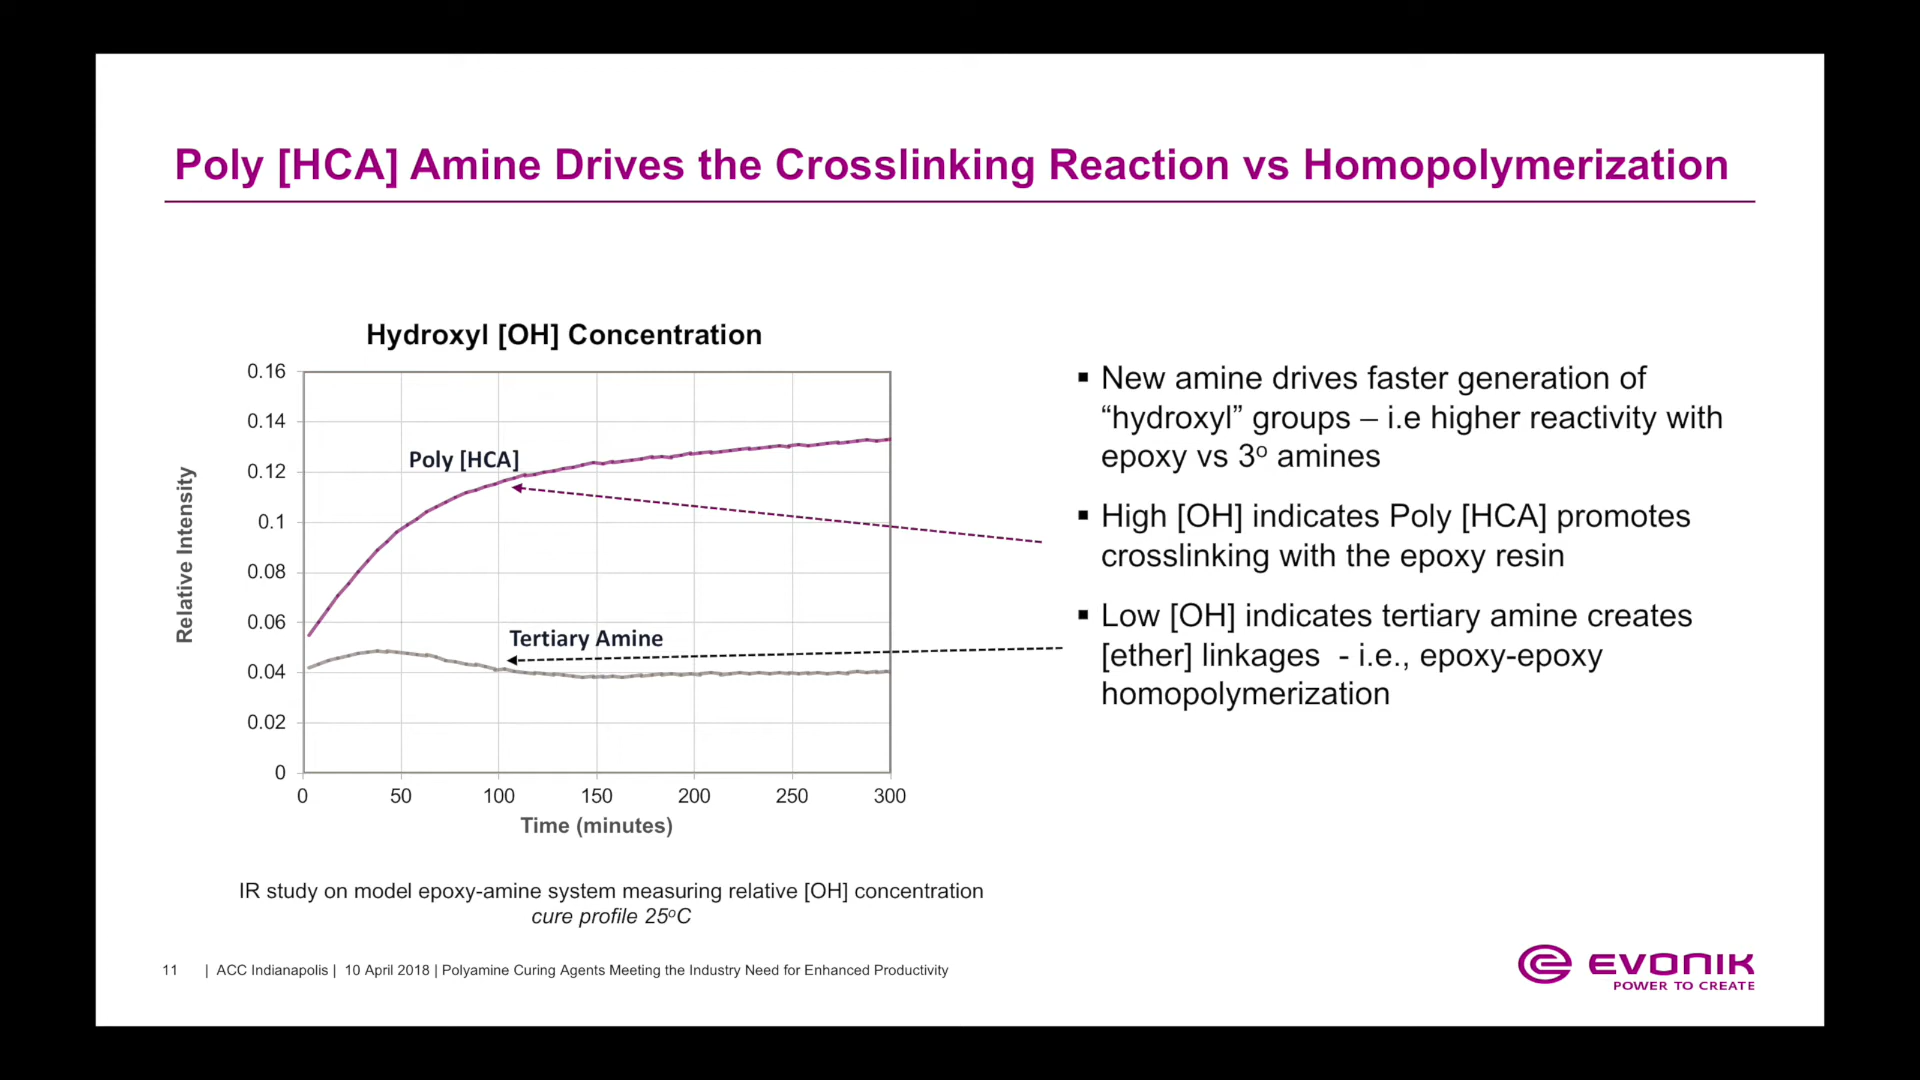 Poly [HCA] Amine Drives the Crosslinking Reaction vs Homopolymerization
Hydroxyl [OH] Concentration
0.16
0.14
0.12
0.1
0.08
0.06
0.04
0.02
0
Relative Intensity
Poly [HCA]
Tertiary Amine
0 50 100 150 200 250 300
Time (minutes)
IR study on model epoxy-amine system measuring relative [OH] concentration
cure profile 25ºC
▪ New amine drives faster generation of
“hydroxyl” groups – i.e higher reactivity with
epoxy vs 3º amines
▪ High [OH] indicates Poly [HCA] promotes
crosslinking with the epoxy resin
▪ Low [OH] indicates tertiary amine creates
[ether] linkages - i.e., epoxy-epoxy
homopolymerization
11 | ACC Indianapolis | 10 April 2018 | Polyamine Curing Agents Meeting the Industry Need for Enhanced Productivity
EVONIK
POWER TO CREATE